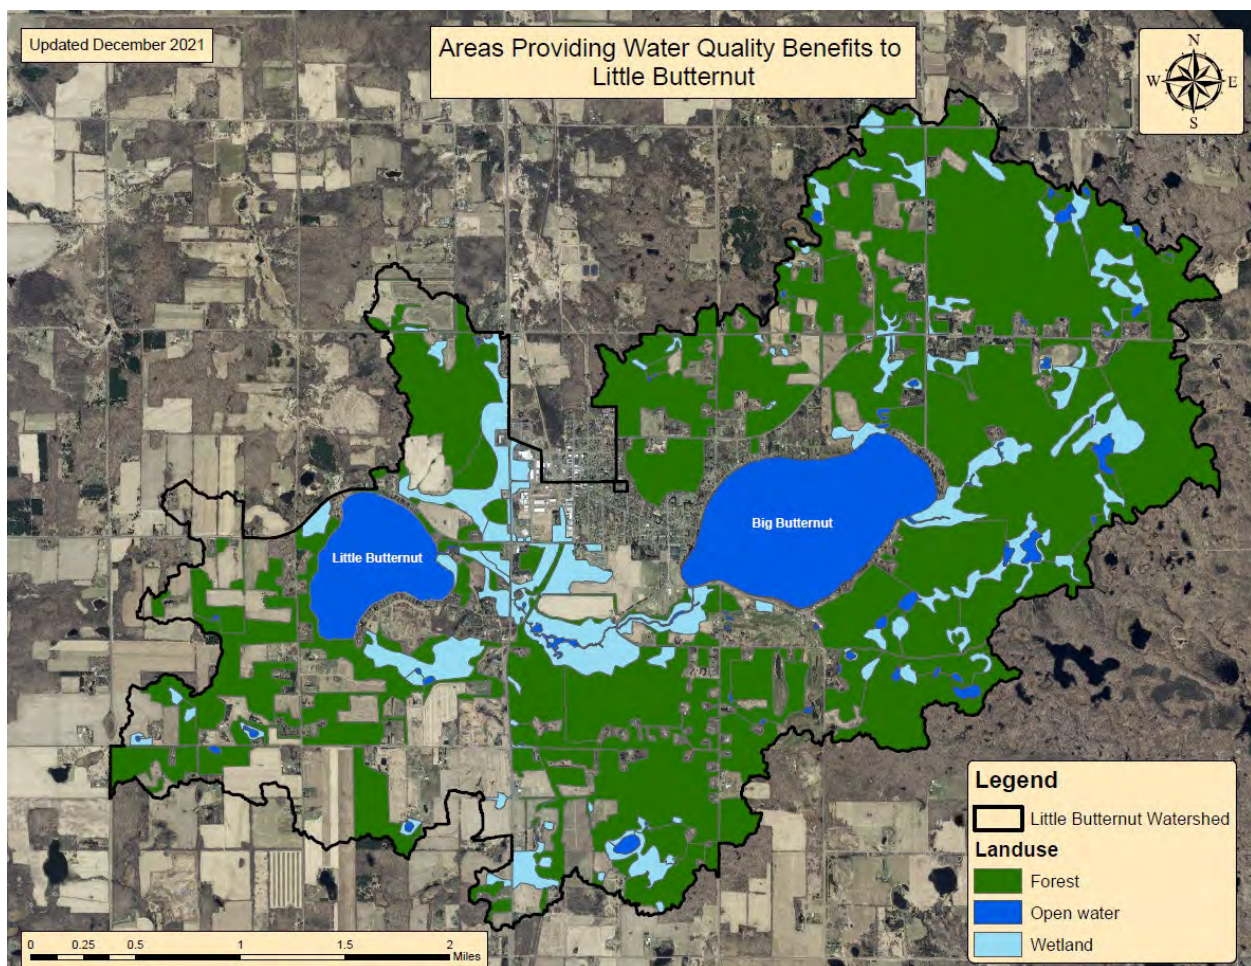 Updated December 2021
Areas Providing Water Quality Benefits to
Little Butternut
N
W E
S
Big Butternut
Little Butternut
Legend
Little Butternut Watershed
Landuse
Forest
Open water
Wetland
0 0.25 0.5 1 1.5 2
Miles